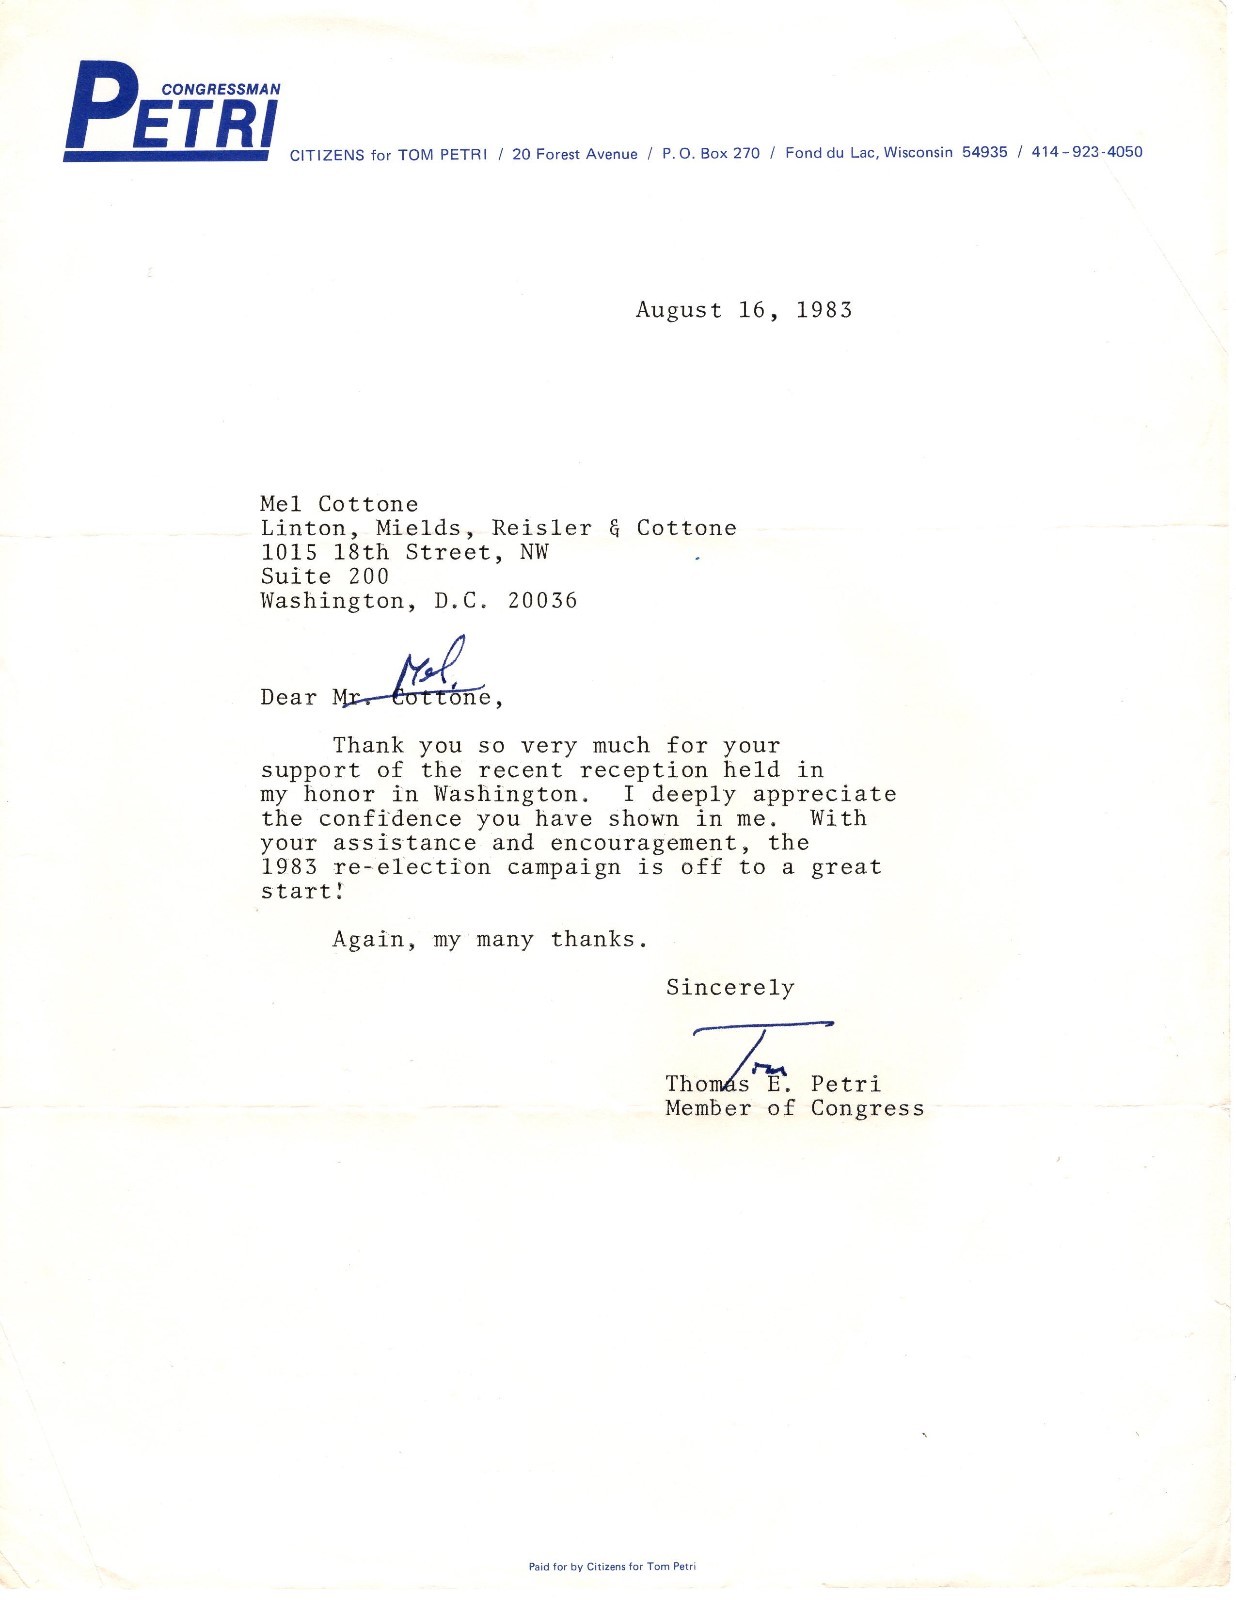 CONGRESSMAN
PETRI
CITIZENS for TOM PETRI / 20 Forest Avenue / P.O. Box 270 / Fond du Lac, Wisconsin 54935 / 414-923-4050
August 16, 1983
Mel Cottone
Linton, Mields, Reisler & Cottone
1015 18th Street, NW
Suite 200
Washington, D.C. 20036
Mel,
Dear Mr. Cottone,
Thank you so very much for your
support of the recent reception held in
my honor in Washington. I deeply appreciate
the confidence you have shown in me. With
your assistance and encouragement, the
1983 re-election campaign is off to a great
start!
Again, my many thanks.
Sincerely
Tom
Thomas E. Petri
Member of Congress
Paid for by Citizens for Tom Petri